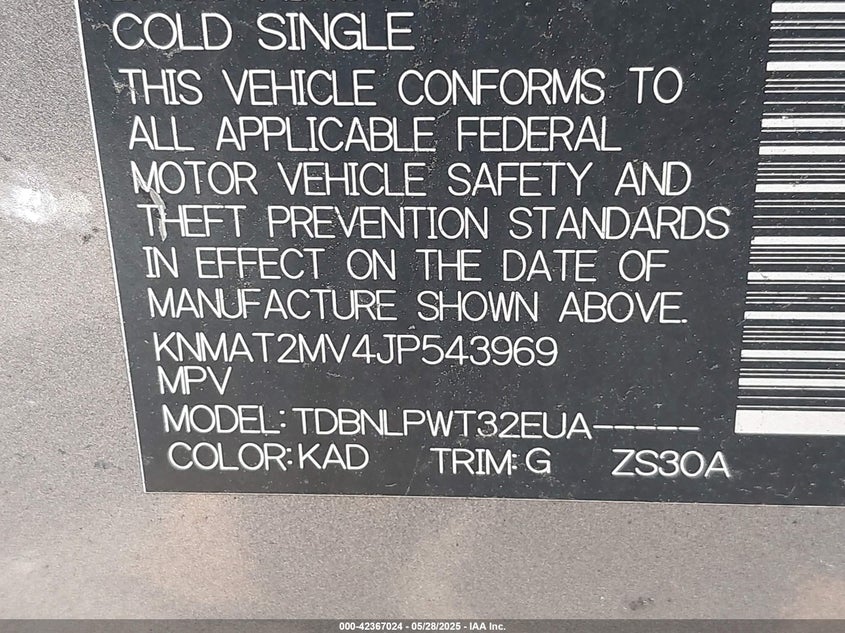 COLD SINGLE
THIS VEHICLE CONFORMS TO
ALL APPLICABLE FEDERAL
MOTOR VEHICLE SAFETY AND
THEFT PREVENTION STANDARDS
IN EFFECT ON THE DATE OF
MANUFACTURE SHOWN ABOVE.
KNMAT2MV4JP543969
MPV
MODEL: TDBNLPWT32EUA-----
COLOR: KAD TRIM: G ZS30A
000-42367024 - 05/28/2025 - IAA Inc.